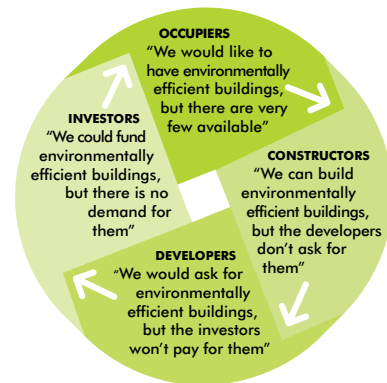 OCCUPIERS
“We would like to
have environmentally
efficient buildings,
but there are very
few available”
CONSTRUCTORS
“We can build
environmentally
efficient buildings,
but the developers
don’t ask for
them”
DEVELOPERS
“We would ask for
environmentally
efficient buildings,
but the investors
won’t pay for them”
INVESTORS
“We could fund
environmentally
efficient buildings,
but there is no
demand for
them”